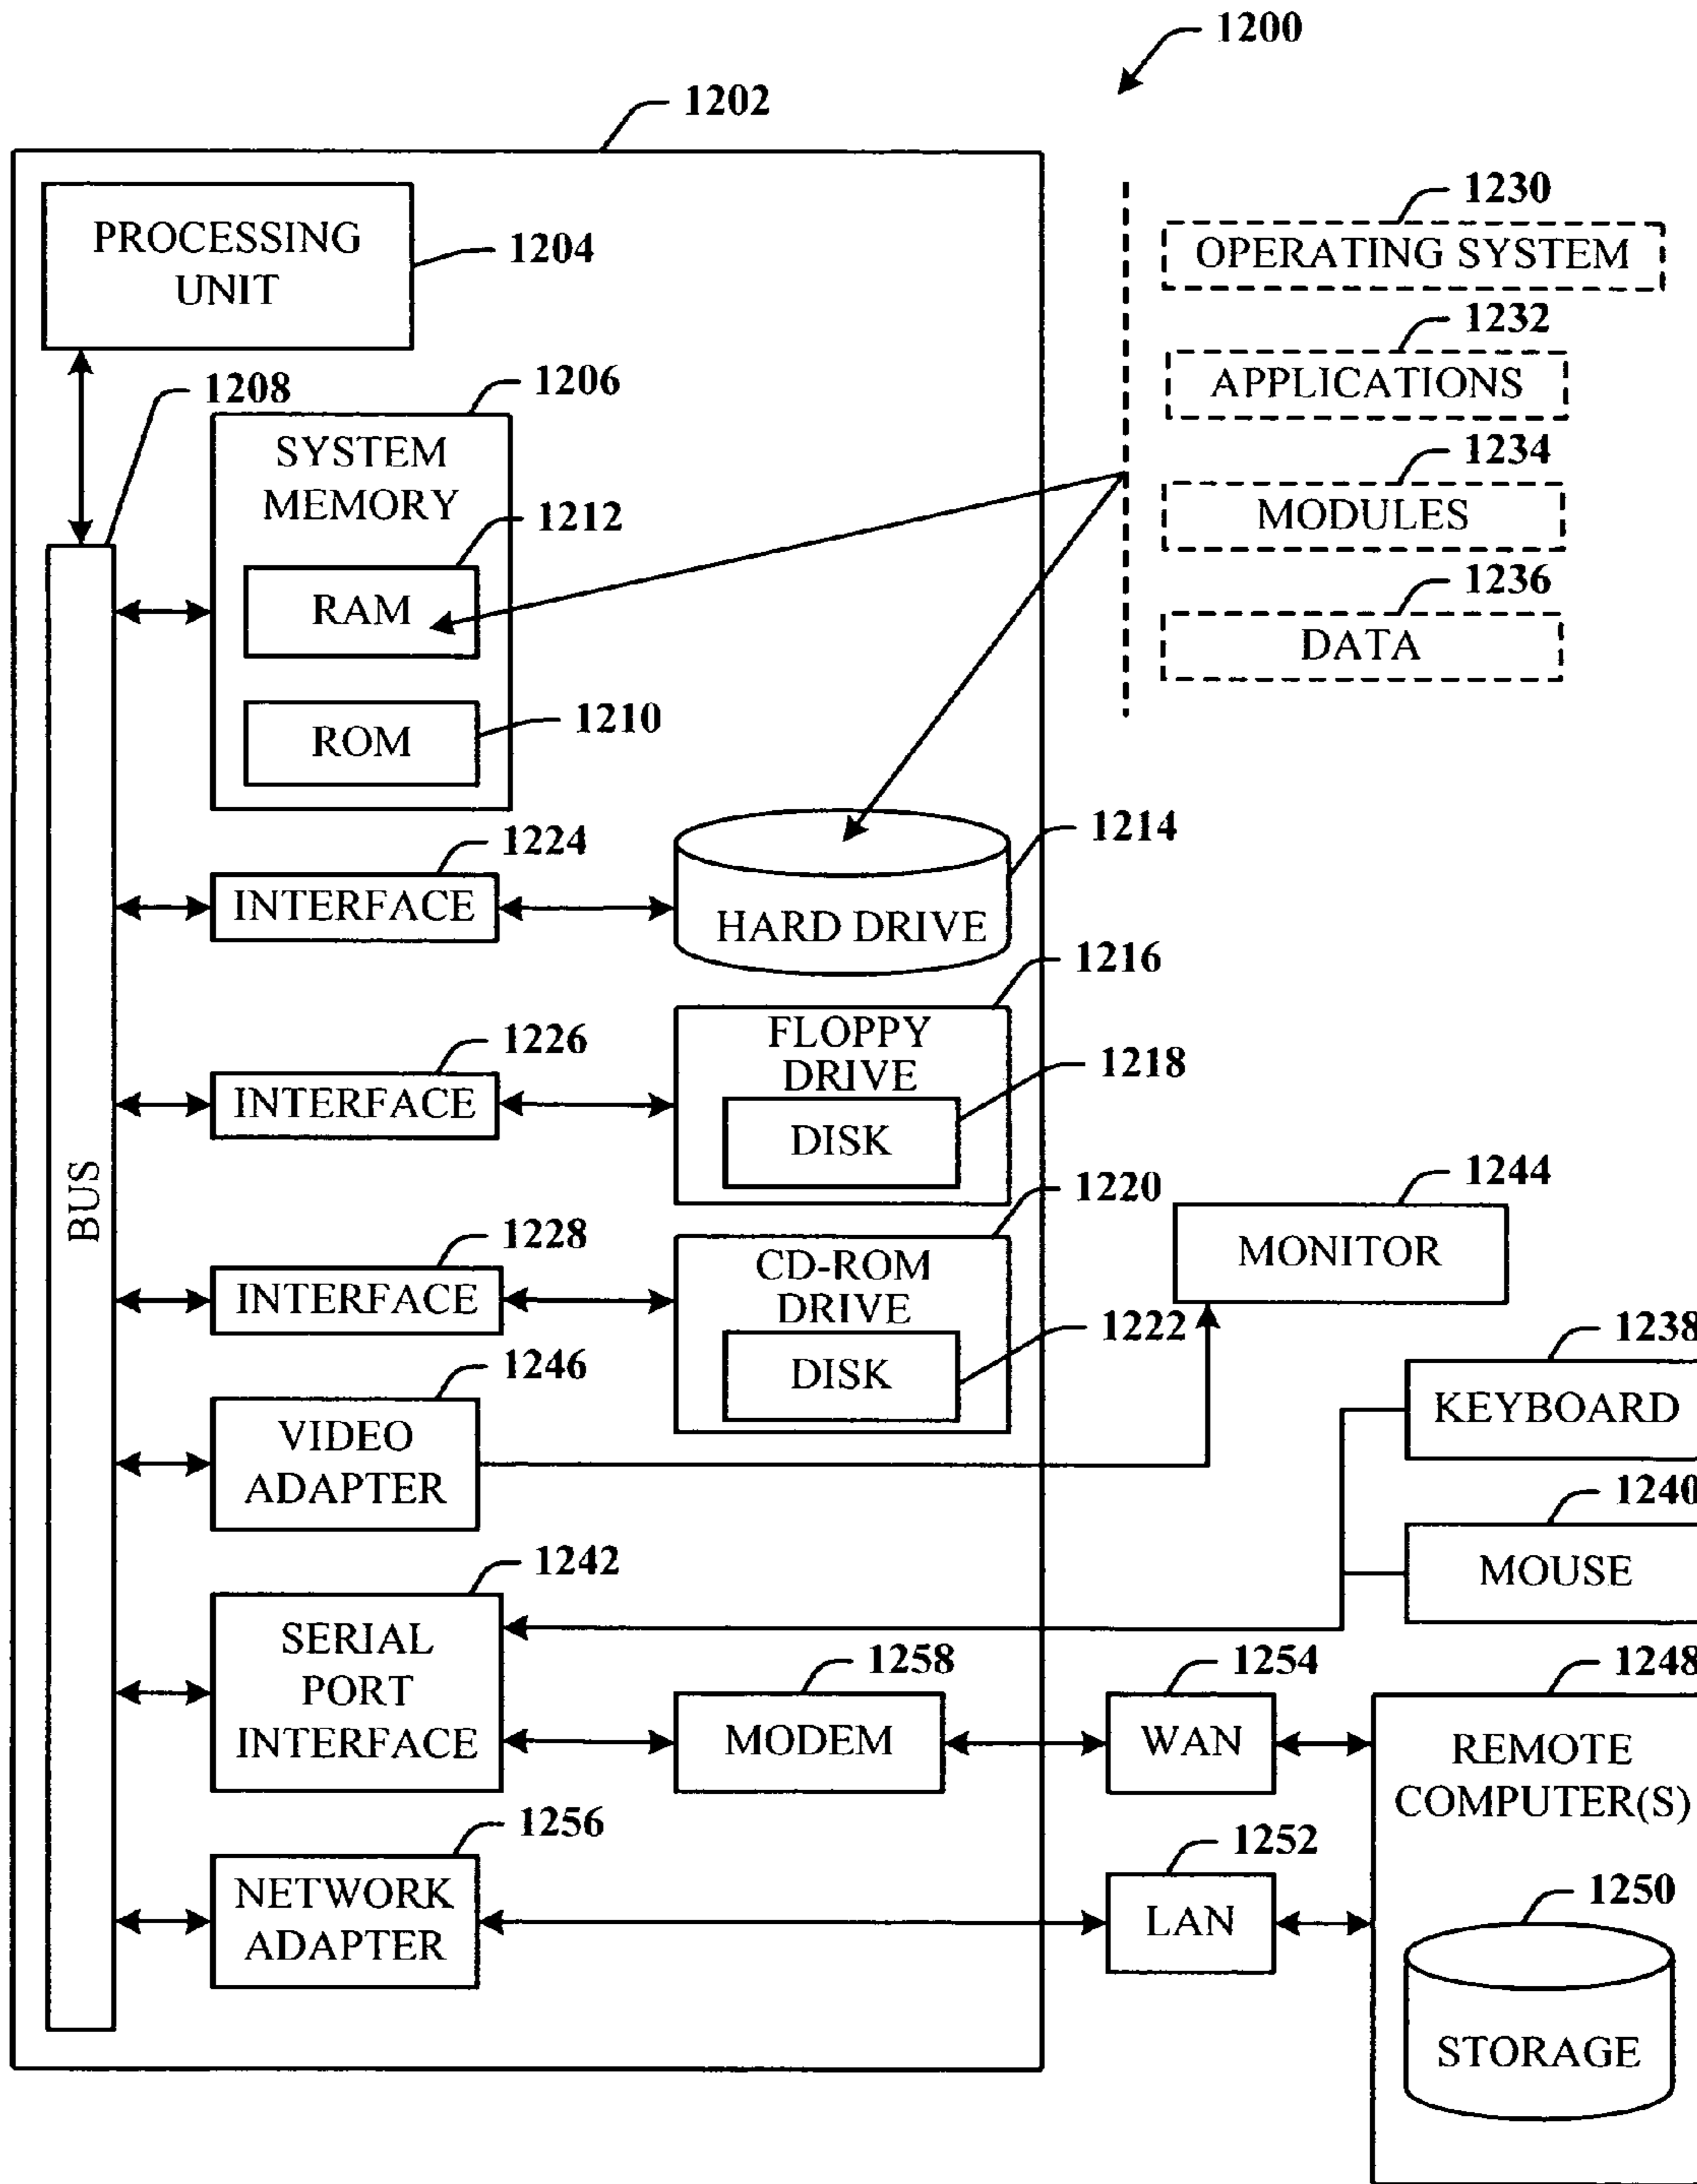 1200
1202
PROCESSING
UNIT
1204
1230
OPERATING SYSTEM
1232
APPLICATIONS
1234
MODULES
1236
DATA
1208
1206
SYSTEM
MEMORY
1212
RAM
1210
ROM
BUS
1224
INTERFACE
1214
HARD DRIVE
1226
INTERFACE
1216
FLOPPY
DRIVE
1218
DISK
1228
INTERFACE
1220
CD-ROM
DRIVE
1222
DISK
1244
MONITOR
1246
VIDEO
ADAPTER
1238
KEYBOARD
1240
MOUSE
1242
SERIAL
PORT
INTERFACE
1258
MODEM
1254
WAN
1248
REMOTE
COMPUTER(S)
1256
NETWORK
ADAPTER
1252
LAN
1250
STORAGE